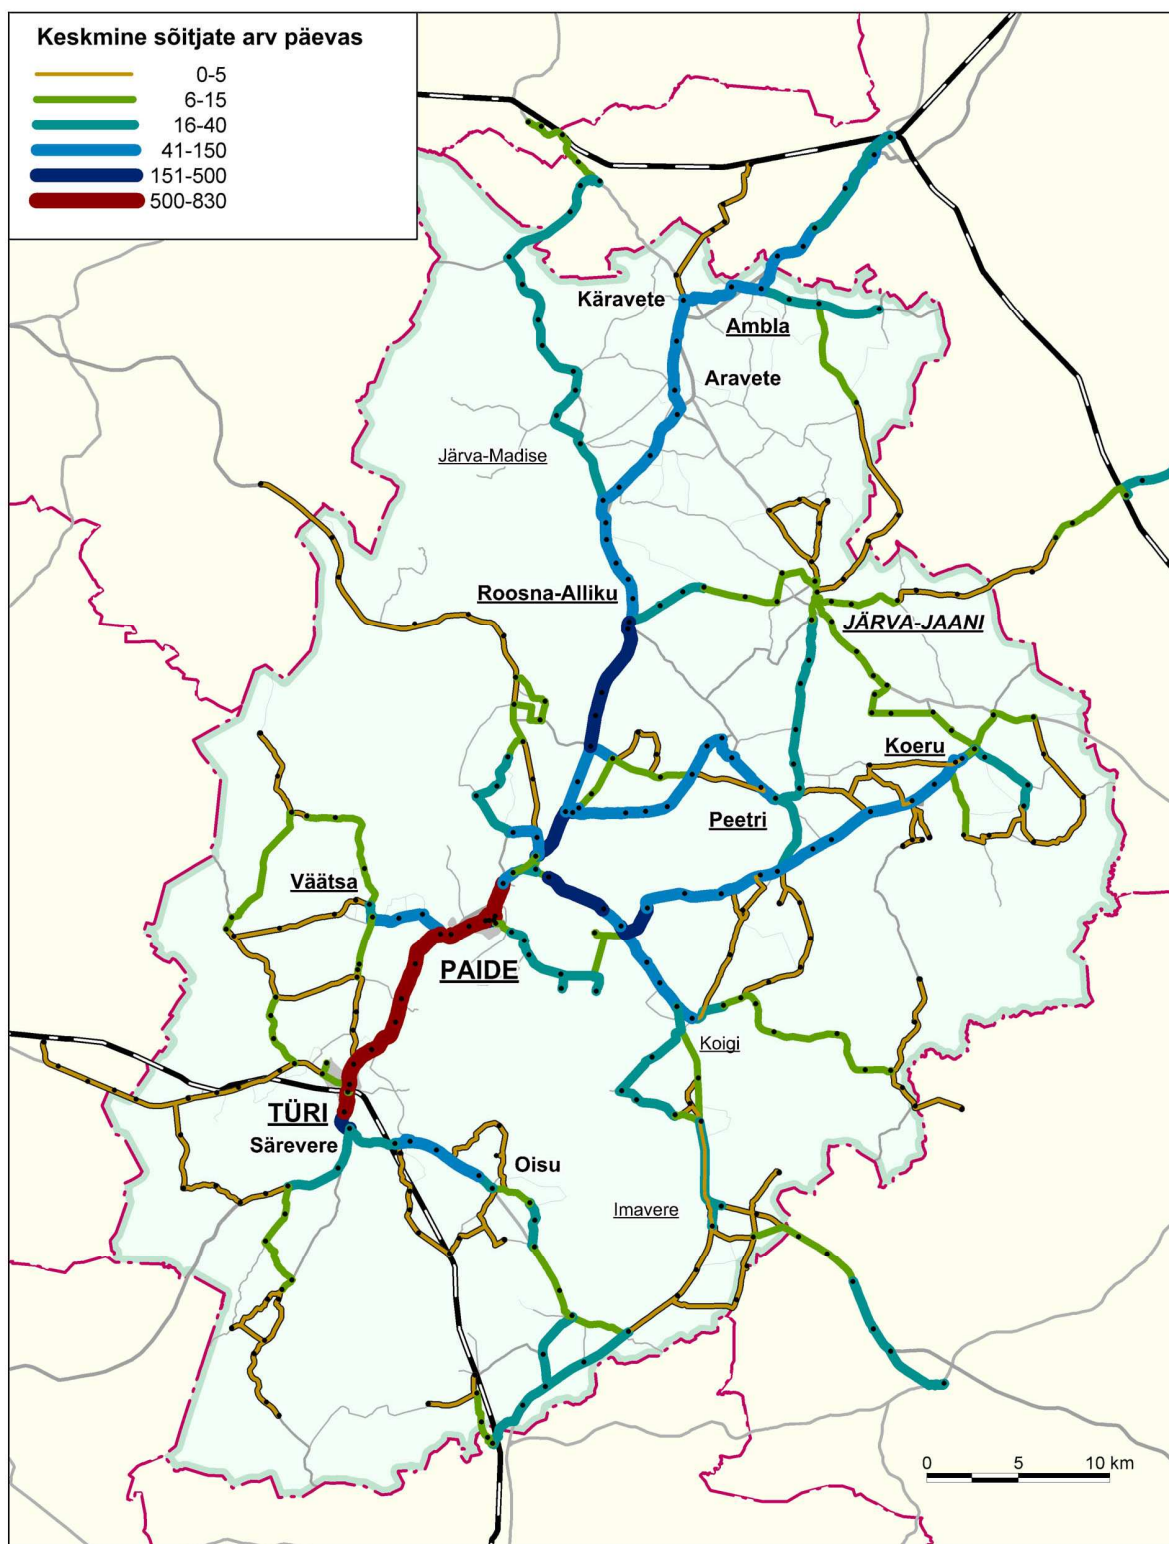 Keskmine sõitjate arv päevas
0-5
6-15
16-40
41-150
151-500
500-830
Käravete
Ambla
Aravete
Järva-Madise
Roosna-Alliku
JÄRVA-JAANI
Koeru
Peetri
Väätsa
PAIDE
Koigi
TÜRI
Särevere
Oisu
Imavere
0 5 10 km